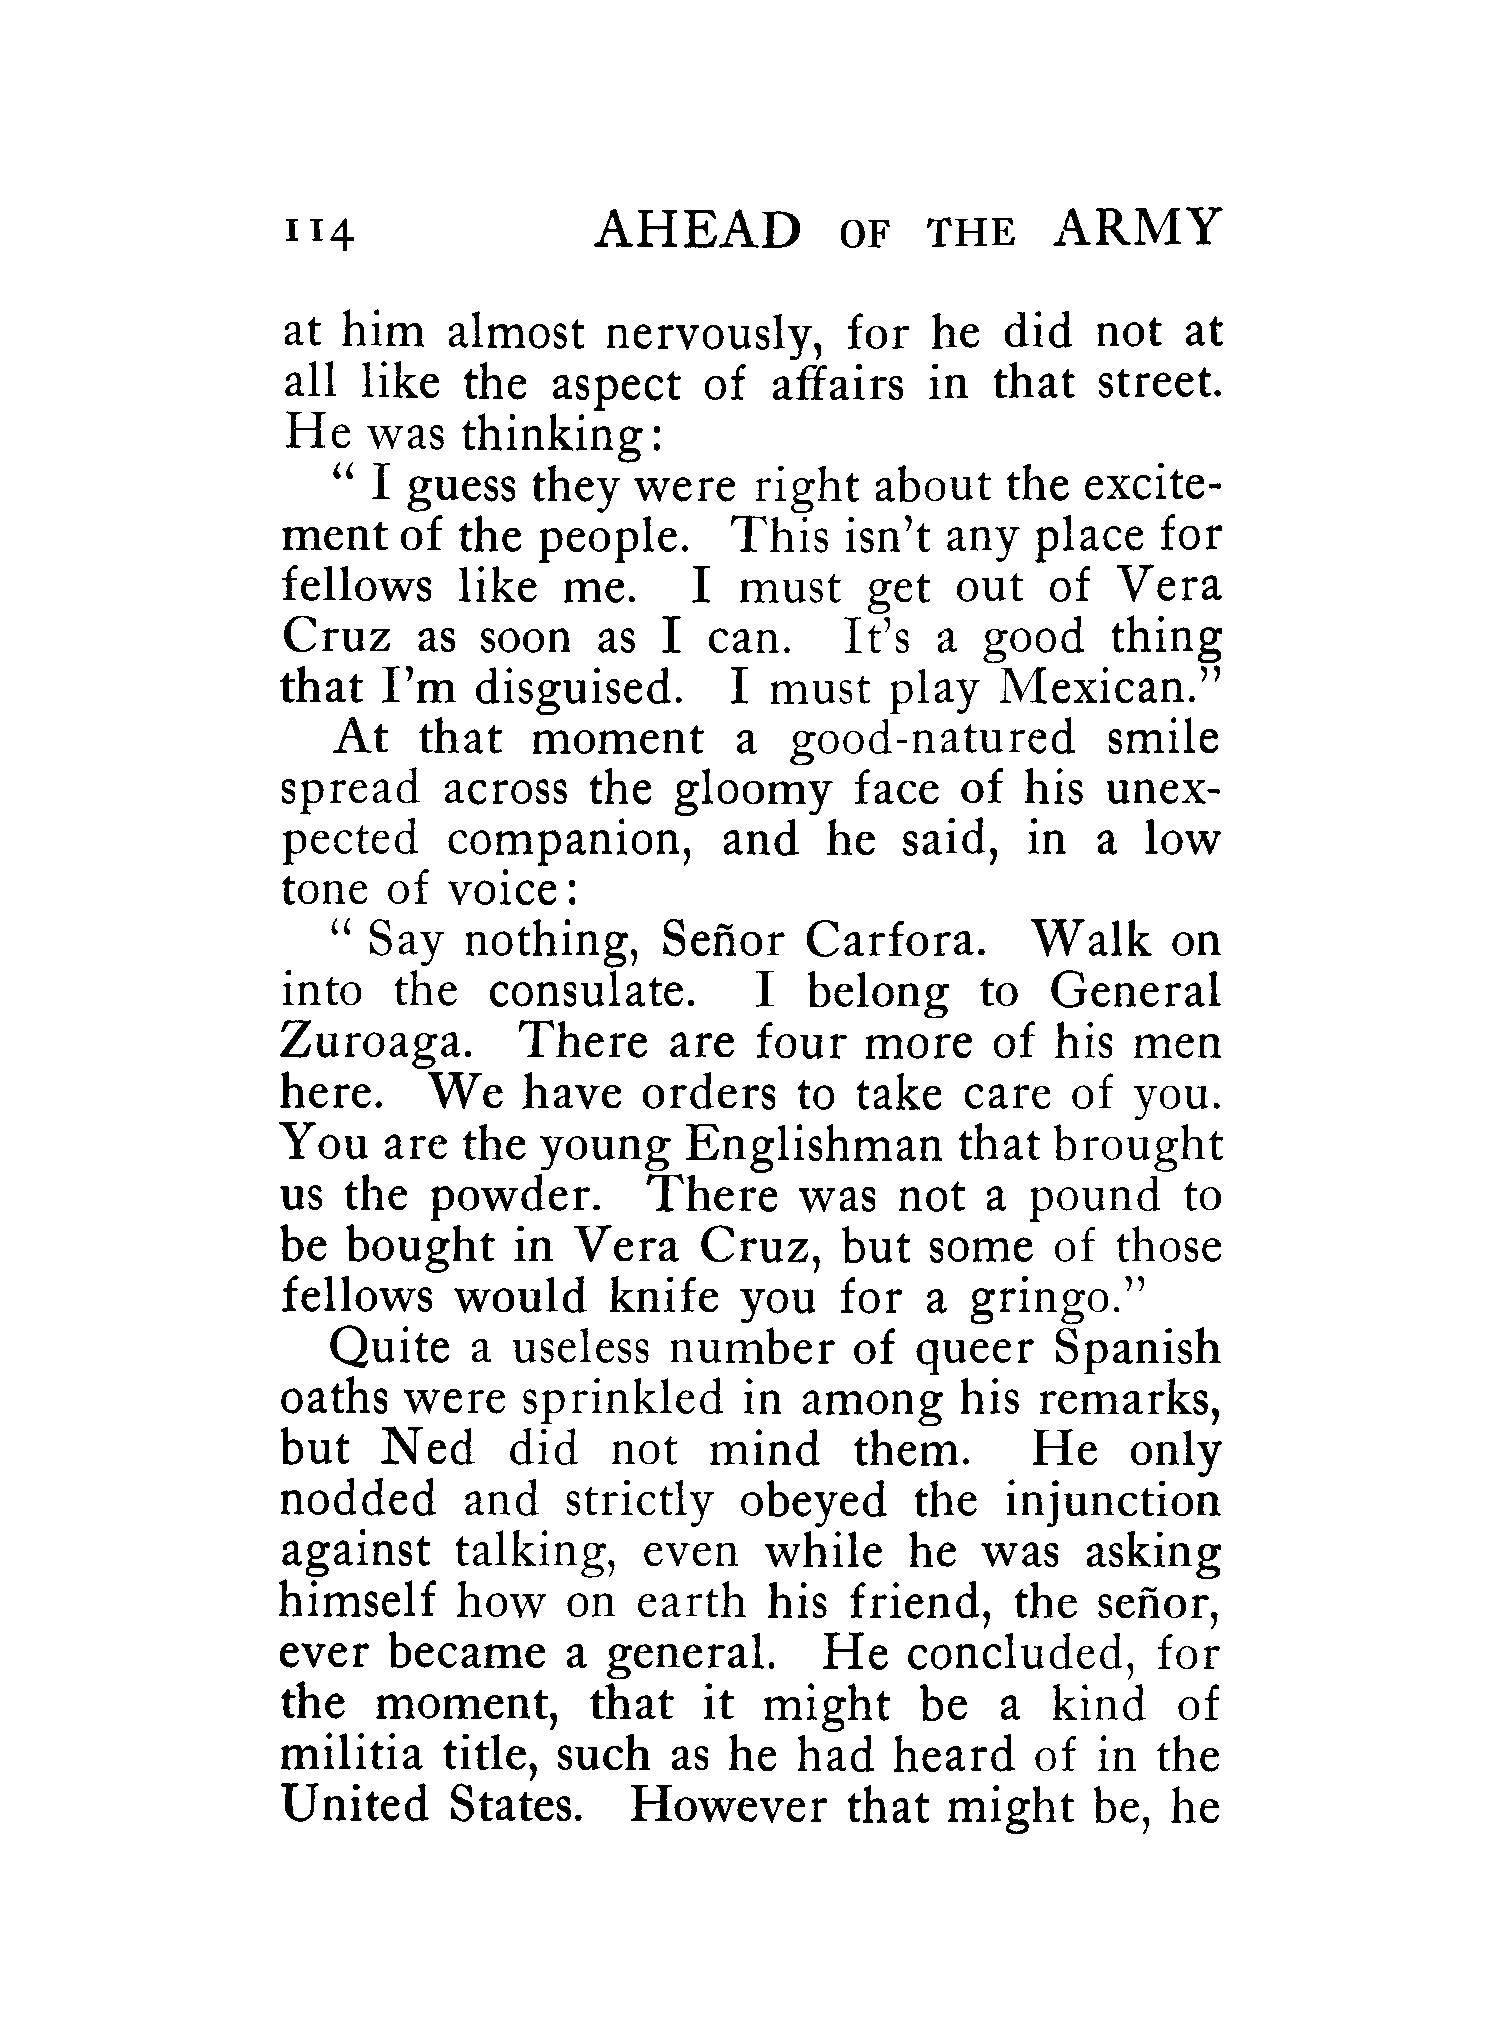 114 AHEAD OF THE ARMY
at him almost nervously, for he did not at
all like the aspect of affairs in that street.
He was thinking:
“ I guess they were right about the excite-
ment of the people. This isn’t any place for
fellows like me. I must get out of Vera
Cruz as soon as I can. It’s a good thing
that I’m disguised. I must play Mexican.”
At that moment a good-natured smile
spread across the gloomy face of his unex-
pected companion, and he said, in a low
tone of voice:
“ Say nothing, Señor Carfora. Walk on
into the consulate. I belong to General
Zuroaga. There are four more of his men
here. We have orders to take care of you.
You are the young Englishman that brought
us the powder. There was not a pound to
be bought in Vera Cruz, but some of those
fellows would knife you for a gringo.”
Quite a useless number of queer Spanish
oaths were sprinkled in among his remarks,
but Ned did not mind them. He only
nodded and strictly obeyed the injunction
against talking, even while he was asking
himself how on earth his friend, the señor,
ever became a general. He concluded, for
the moment, that it might be a kind of
militia title, such as he had heard of in the
United States. However that might be, he